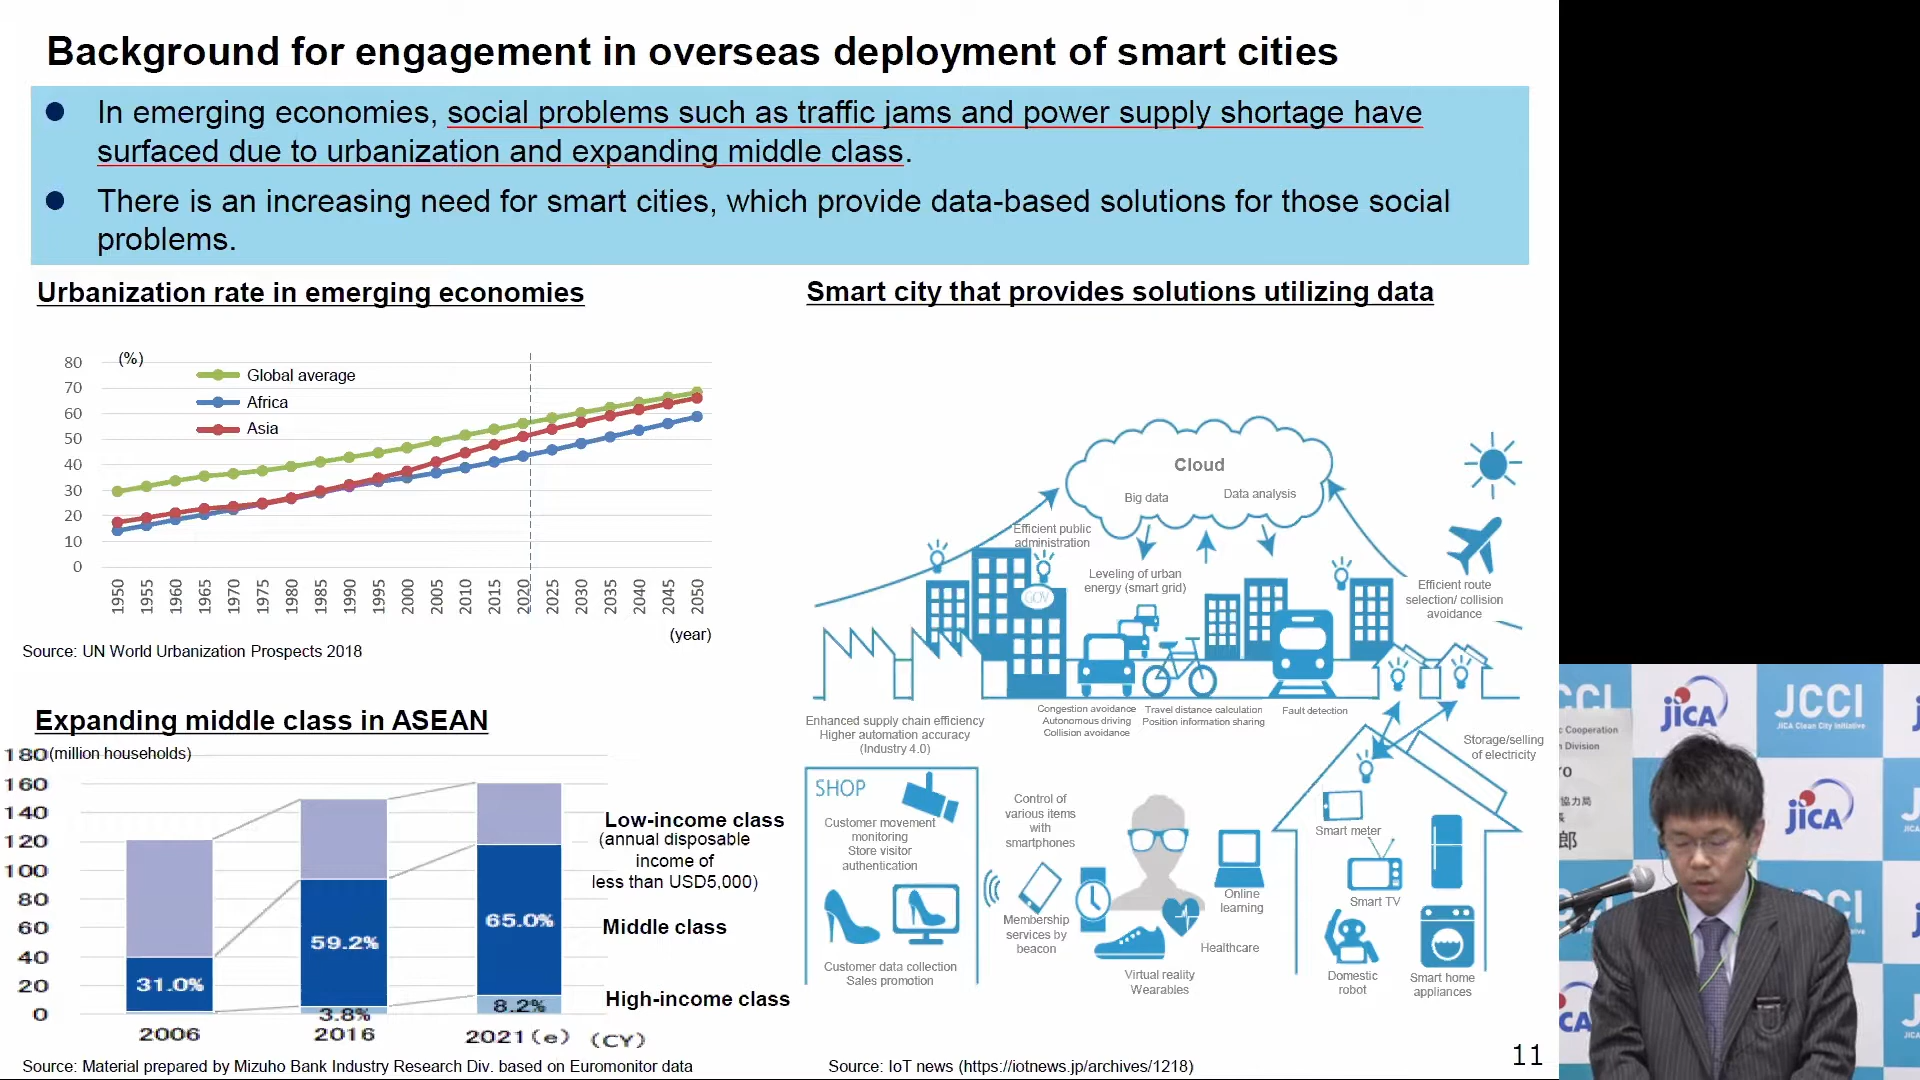 Background for engagement in overseas deployment of smart cities
In emerging economies, social problems such as traffic jams and power supply shortage have
surfaced due to urbanization and expanding middle class.
There is an increasing need for smart cities, which provide data-based solutions for those social
problems.
Urbanization rate in emerging economies
(%)
80
70
60
50
40
30
20
10
0
Global average
Africa
Asia
1950 1955 1960 1965 1970 1975 1980 1985 1990 1995 2000 2005 2010 2015 2020 2025 2030 2035 2040 2045 2050
(year)
Source: UN World Urbanization Prospects 2018
Expanding middle class in ASEAN
180 (million households)
160
140
120
100
80
60
40
20
0
31.0%
59.2%
3.8%
65.0%
8.2%
2006 2016 2021(e) (CY)
Low-income class
(annual disposable
income of
less than USD5,000)
Middle class
High-income class
Source: Material prepared by Mizuho Bank Industry Research Div. based on Euromonitor data
Smart city that provides solutions utilizing data
Cloud
Big data
Data analysis
Efficient public
administration
Leveling of urban
energy (smart grid)
GOV
Efficient route
selection/ collision
avoidance
Enhanced supply chain efficiency
Higher automation accuracy
(Industry 4.0)
Congestion avoidance
Autonomous driving
Collision avoidance
Travel distance calculation
Position information sharing
Fault detection
Storage/selling
of electricity
SHOP
Customer movement
monitoring
Store visitor
authentication
Customer data collection
Sales promotion
Control of
various items
with
smartphones
Membership
services by
beacon
Online
learning
Healthcare
Virtual reality
Wearables
Smart meter
Smart TV
Domestic
robot
Smart home
appliances
Source: IoT news (https://iotnews.jp/archives/1218)
11
JICA
JCCI
JICA Clean City Initiative
JICA
Cooperation
Division
協力局
郎